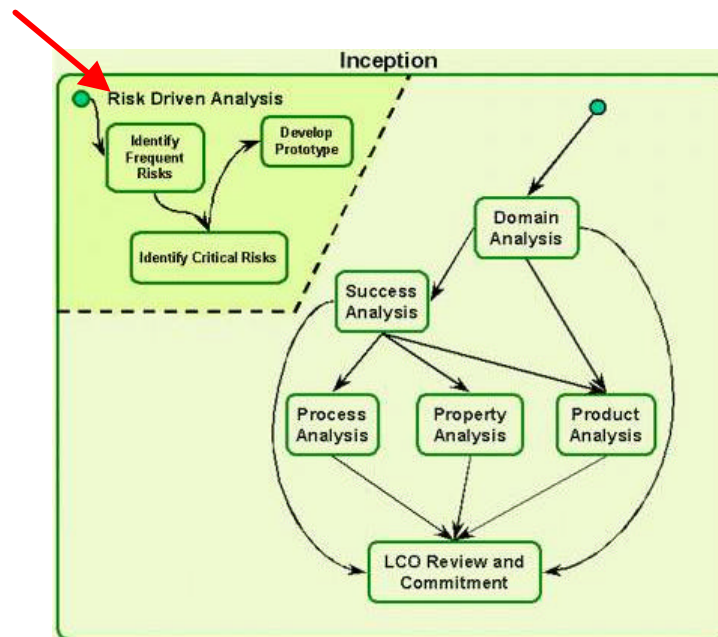 Inception
Risk Driven Analysis
Identify
Frequent
Risks
Develop
Prototype
Identify Critical Risks
Domain
Analysis
Success
Analysis
Process
Analysis
Property
Analysis
Product
Analysis
LCO Review and
Commitment